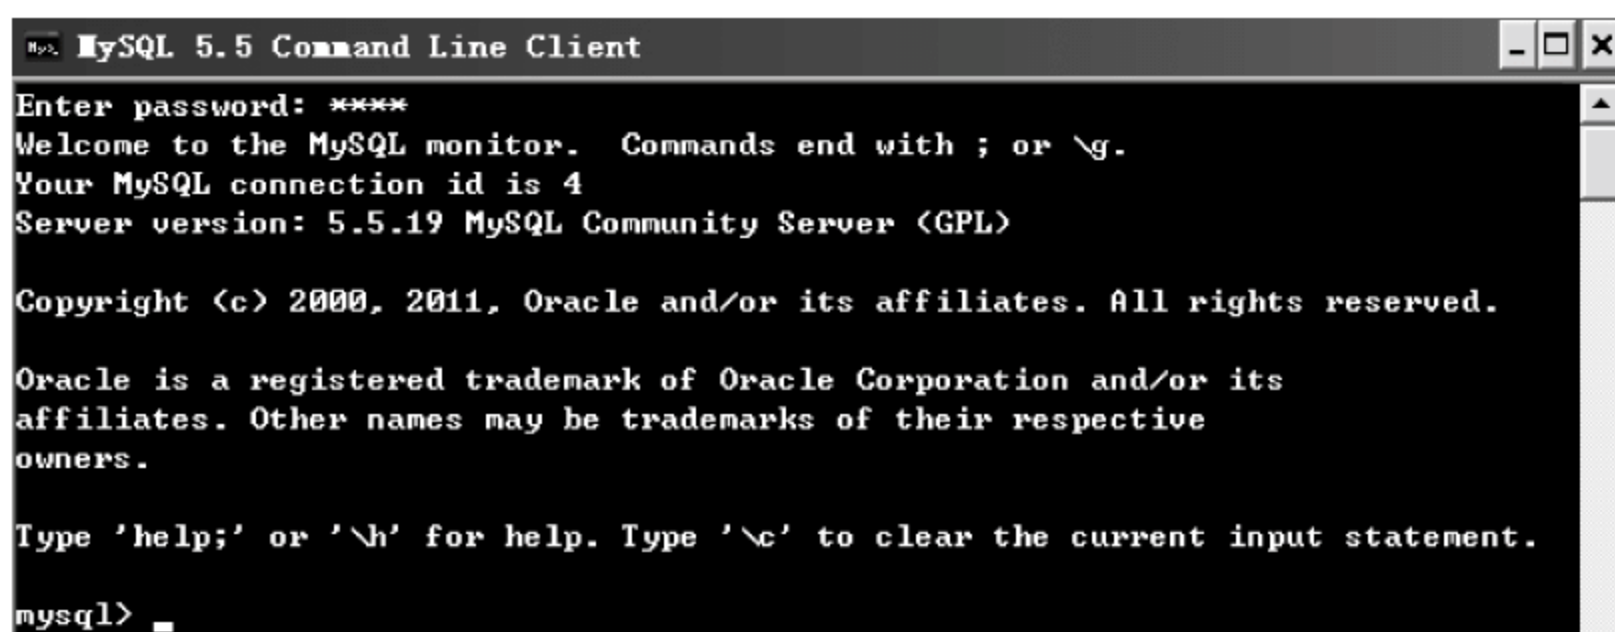 MySQL 5.5 Command Line Client
Enter password: ****
Welcome to the MySQL monitor.  Commands end with ; or \g.
Your MySQL connection id is 4
Server version: 5.5.19 MySQL Community Server (GPL)
Copyright (c) 2000, 2011, Oracle and/or its affiliates. All rights reserved.
Oracle is a registered trademark of Oracle Corporation and/or its
affiliates. Other names may be trademarks of their respective
owners.
Type 'help;' or '\h' for help. Type '\c' to clear the current input statement.
mysql> _